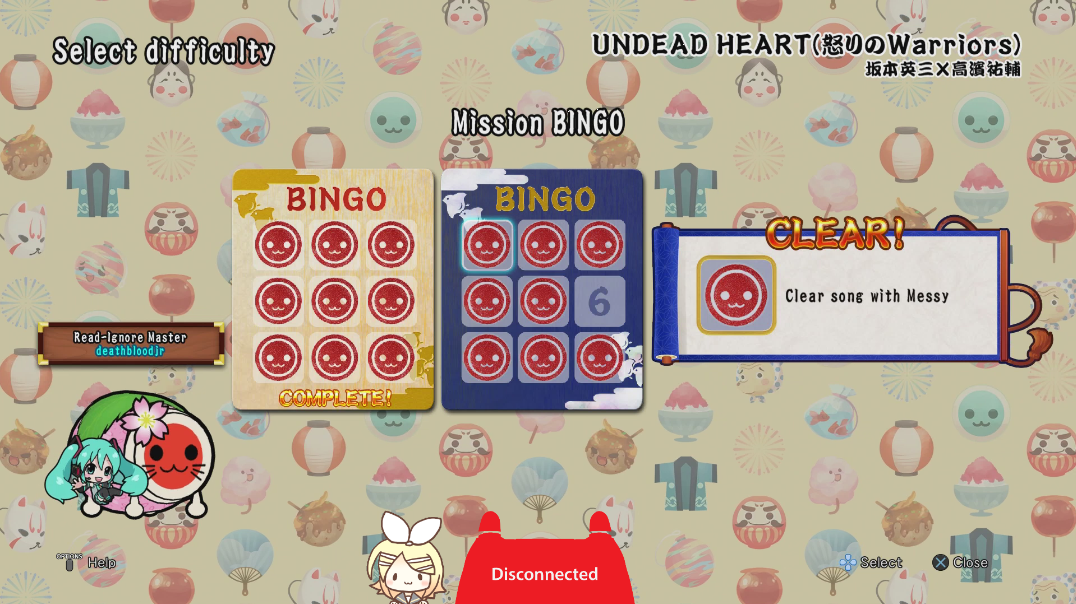 Select difficulty
UNDEAD HEART(怒りのWarriors)
坂本英三×高濱祐輔
Mission BINGO
BINGO
COMPLETE!
BINGO
6
CLEAR!
Clear song with Messy
Read-Ignore Master
deathbloodjr
Disconnected
OPTIONS
Help
Select
Close